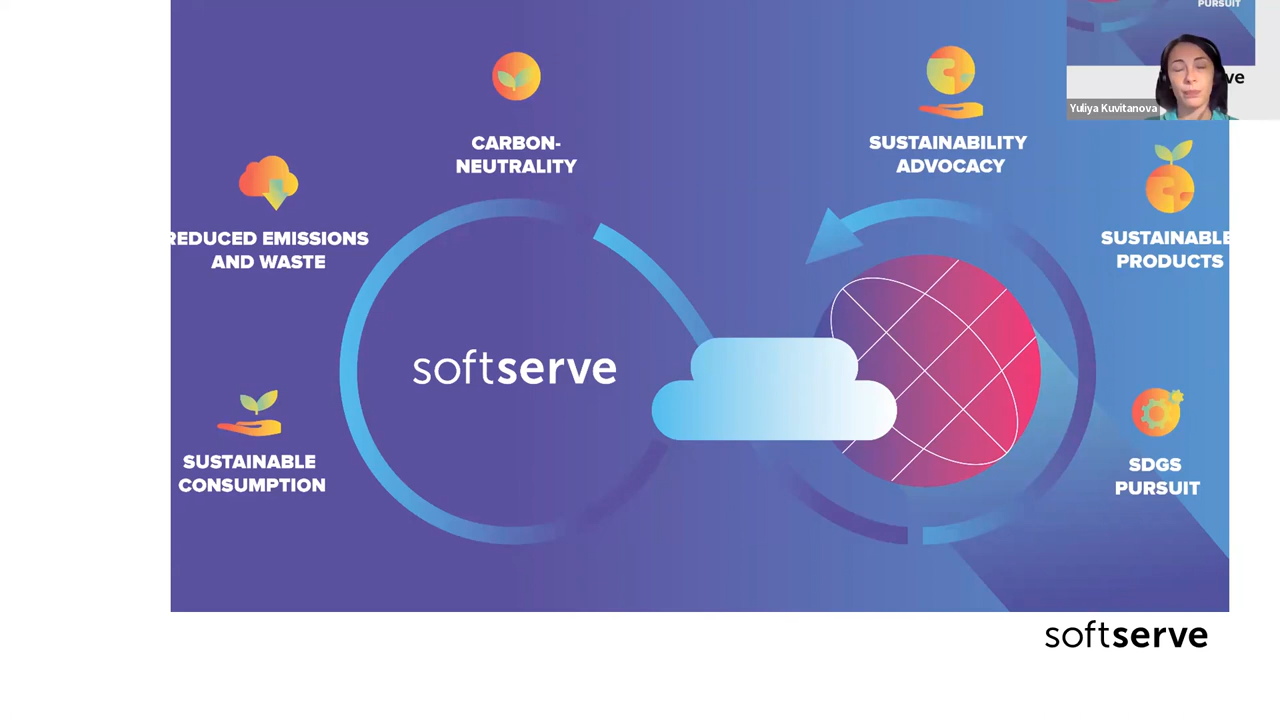 PURSUIT
ve
Yuliya Kuvitanova
CARBON-
NEUTRALITY
SUSTAINABILITY
ADVOCACY
REDUCED EMISSIONS
AND WASTE
SUSTAINABLE
PRODUCTS
softserve
SUSTAINABLE
CONSUMPTION
SDGS
PURSUIT
softserve